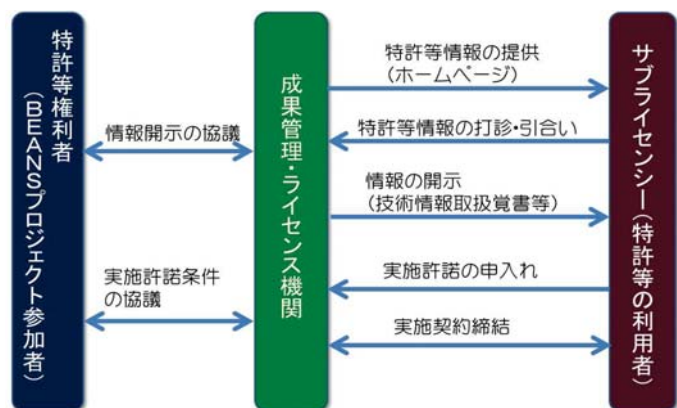 特許等権利者
（BEANSプロジェクト参加者）
情報開示の協議
実施許諾条件
の協議
成果管理・ライセンス機関
特許等情報の提供
（ホームページ）
特許等情報の打診・引合い
情報の開示
（技術情報取扱覚書等）
実施許諾の申入れ
実施契約締結
サブライセンシー（特許等の利用者）